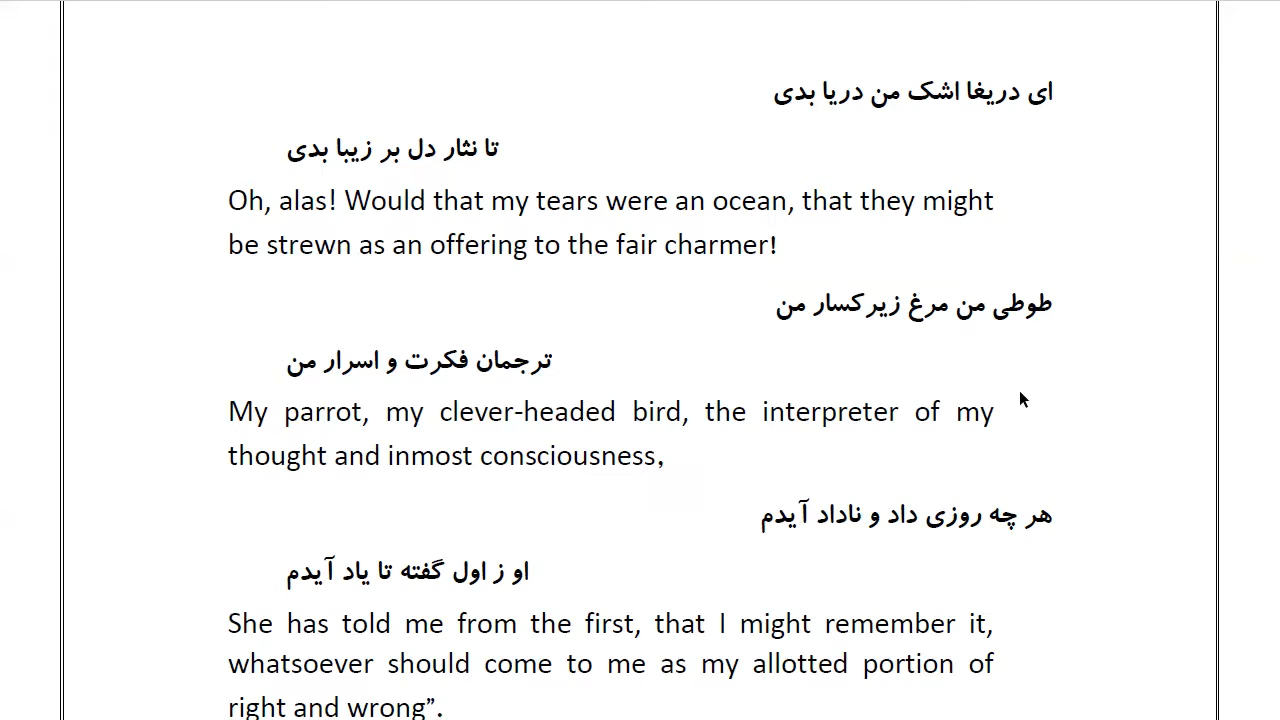 ای دریغا اشک من دریا بدی
تا نثار دل بر زیبا بدی
Oh, alas! Would that my tears were an ocean, that they might
be strewn as an offering to the fair charmer!
طوطی من مرغ زیرکسار من
ترجمان فکرت و اسرار من
My parrot, my clever-headed bird, the interpreter of my
thought and inmost consciousness,
هر چه روزی داد و ناداد آیدم
او ز اول گفته تا یاد آیدم
She has told me from the first, that I might remember it,
whatsoever should come to me as my allotted portion of
right and wrong”.